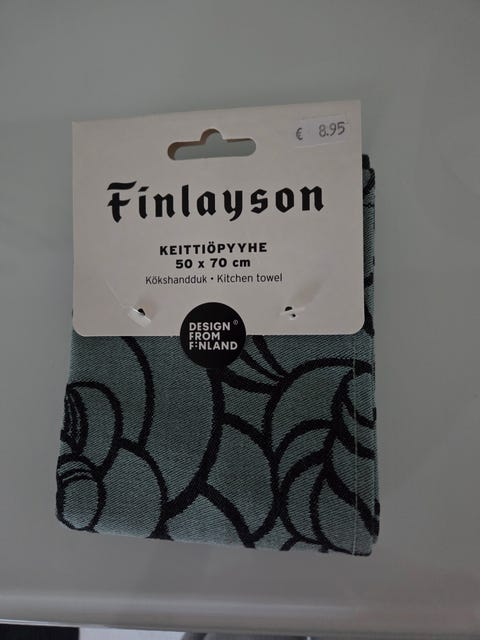 € 8.95
Finlayson
KEITTIÖPYYHE
50 x 70 cm
Kökshandduk • Kitchen towel
DESIGN®
FROM
FINLAND